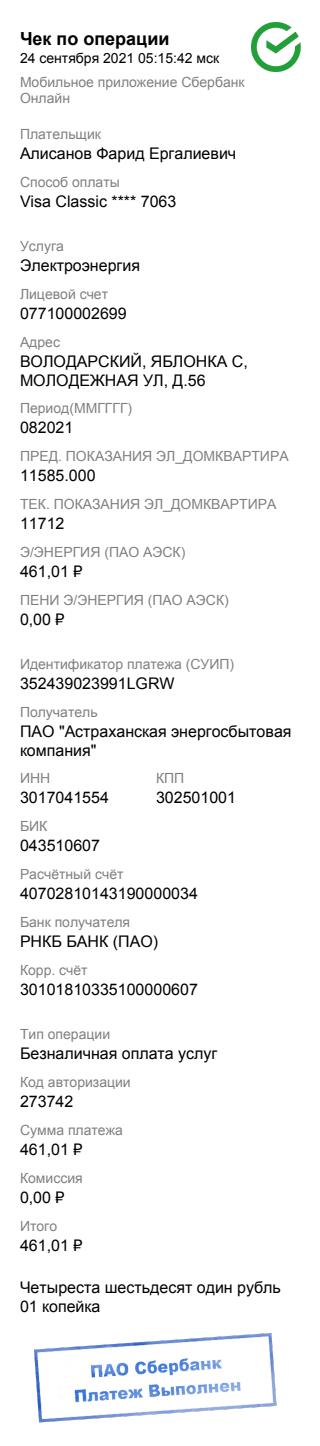 Чек по операции
24 сентября 2021 05:15:42 мск
Мобильное приложение Сбербанк
Онлайн
Плательщик
Алисанов Фарид Ергалиевич
Способ оплаты
Visa Classic **** 7063
Услуга
Электроэнергия
Лицевой счет
077100002699
Адрес
ВОЛОДАРСКИЙ, ЯБЛОНКА С,
МОЛОДЕЖНАЯ УЛ, Д.56
Период(ММГГГГ)
082021
ПРЕД. ПОКАЗАНИЯ ЭЛ_ДОМКВАРТИРА
11585.000
ТЕК. ПОКАЗАНИЯ ЭЛ_ДОМКВАРТИРА
11712
Э/ЭНЕРГИЯ (ПАО АЭСК)
461,01 ₽
ПЕНИ Э/ЭНЕРГИЯ (ПАО АЭСК)
0,00 ₽
Идентификатор платежа (СУИП)
352439023991LGRW
Получатель
ПАО "Астраханская энергосбытовая
компания"
ИНН КПП
3017041554 302501001
БИК
043510607
Расчётный счёт
40702810143190000034
Банк получателя
РНКБ БАНК (ПАО)
Корр. счёт
30101810335100000607
Тип операции
Безналичная оплата услуг
Код авторизации
273742
Сумма платежа
461,01 ₽
Комиссия
0,00 ₽
Итого
461,01 ₽
Четыреста шестьдесят один рубль
01 копейка
ПАО Сбербанк
Платеж Выполнен